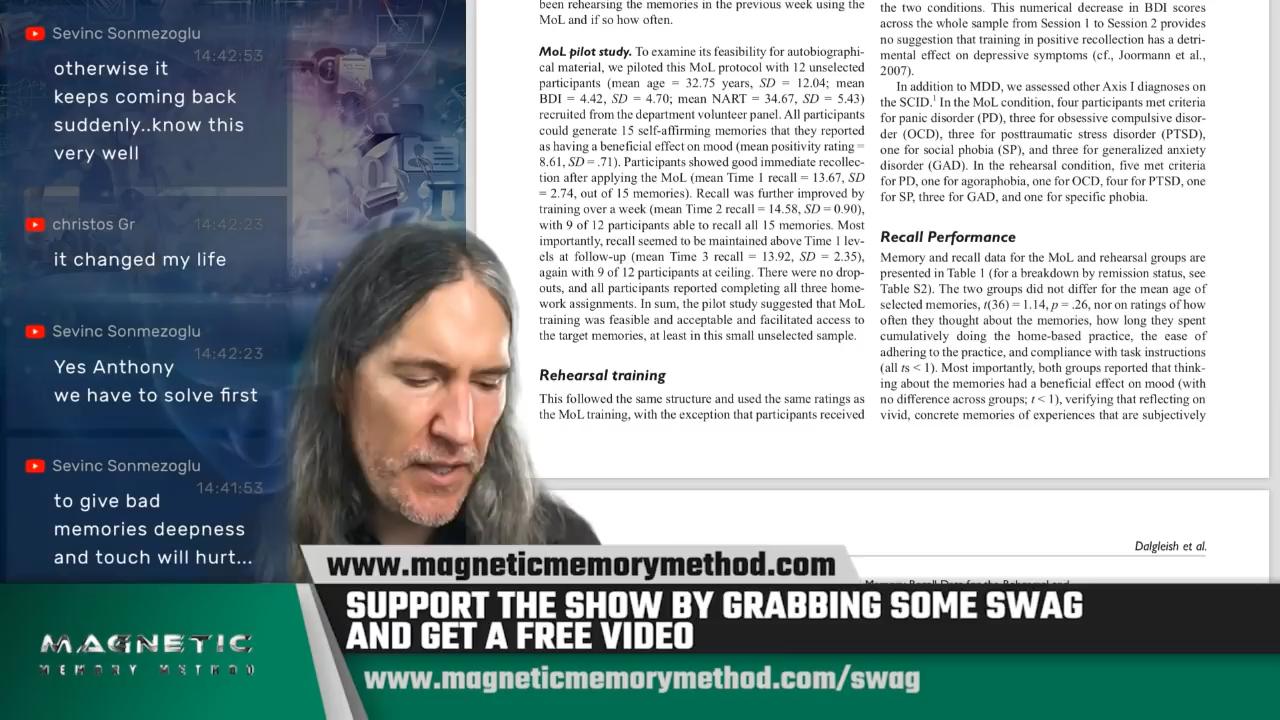 Sevinc Sonmezoglu
14:42:53
otherwise it
keeps coming back
suddenly..know this
very well
christos Gr
14:42:23
it changed my life
Sevinc Sonmezoglu
14:42:23
Yes Anthony
we have to solve first
Sevinc Sonmezoglu
14:41:53
to give bad
memories deepness
and touch will hurt...
been rehearsing the memories in the previous week using the
MoL and if so how often.
MoL pilot study. To examine its feasibility for autobiographi-
cal material, we piloted this MoL protocol with 12 unselected
participants (mean age = 32.75 years, SD = 12.04; mean
BDI = 4.42, SD = 4.70; mean NART = 34.67, SD = 5.43)
recruited from the department volunteer panel. All participants
could generate 15 self-affirming memories that they reported
as having a beneficial effect on mood (mean positivity rating =
8.61, SD = .71). Participants showed good immediate recollec-
tion after applying the MoL (mean Time 1 recall = 13.67, SD
= 2.74, out of 15 memories). Recall was further improved by
training over a week (mean Time 2 recall = 14.58, SD = 0.90),
with 9 of 12 participants able to recall all 15 memories. Most
importantly, recall seemed to be maintained above Time 1 lev-
els at follow-up (mean Time 3 recall = 13.92, SD = 2.35),
again with 9 of 12 participants at ceiling. There were no drop-
outs, and all participants reported completing all three home-
work assignments. In sum, the pilot study suggested that MoL
training was feasible and acceptable and facilitated access to
the target memories, at least in this small unselected sample.
Rehearsal training
This followed the same structure and used the same ratings as
the MoL training, with the exception that participants received
the two conditions. This numerical decrease in BDI scores
across the whole sample from Session 1 to Session 2 provides
no suggestion that training in positive recollection has a detri-
mental effect on depressive symptoms (cf., Joormann et al.,
2007).
In addition to MDD, we assessed other Axis I diagnoses on
the SCID.1 In the MoL condition, four participants met criteria
for panic disorder (PD), three for obsessive compulsive disor-
der (OCD), three for posttraumatic stress disorder (PTSD),
one for social phobia (SP), and three for generalized anxiety
disorder (GAD). In the rehearsal condition, five met criteria
for PD, one for agoraphobia, one for OCD, four for PTSD, one
for SP, three for GAD, and one for specific phobia.
Recall Performance
Memory and recall data for the MoL and rehearsal groups are
presented in Table 1 (for a breakdown by remission status, see
Table S2). The two groups did not differ for the mean age of
selected memories, t(36) = 1.14, p = .26, nor on ratings of how
often they thought about the memories, how long they spent
cumulatively doing the home-based practice, the ease of
adhering to the practice, and compliance with task instructions
(all ts < 1). Most importantly, both groups reported that think-
ing about the memories had a beneficial effect on mood (with
no difference across groups; t < 1), verifying that reflecting on
vivid, concrete memories of experiences that are subjectively
Dalgleish et al.
www.magneticmemorymethod.com
SUPPORT THE SHOW BY GRABBING SOME SWAG
AND GET A FREE VIDEO
www.magneticmemorymethod.com/swag
MAGNETIC
MEMORY METHOD